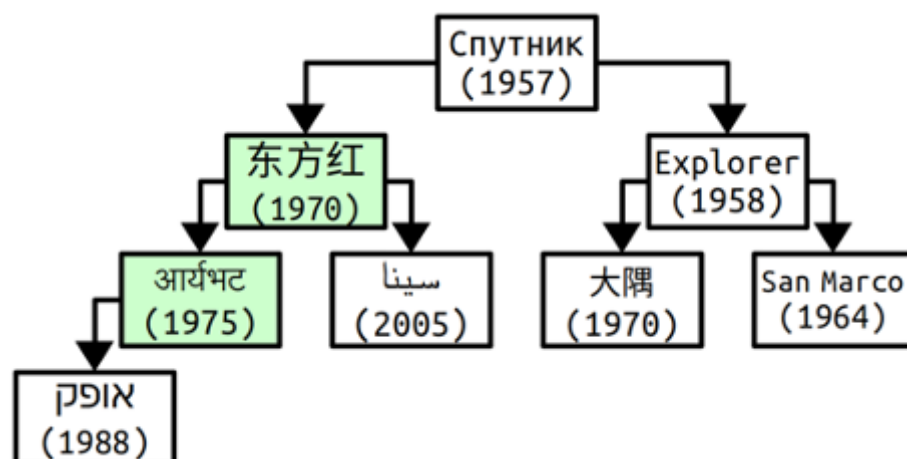 Спутник
(1957)
东方红
(1970)
Explorer
(1958)
आर्यभट
(1975)
سينا
(2005)
大隅
(1970)
San Marco
(1964)
אופק
(1988)